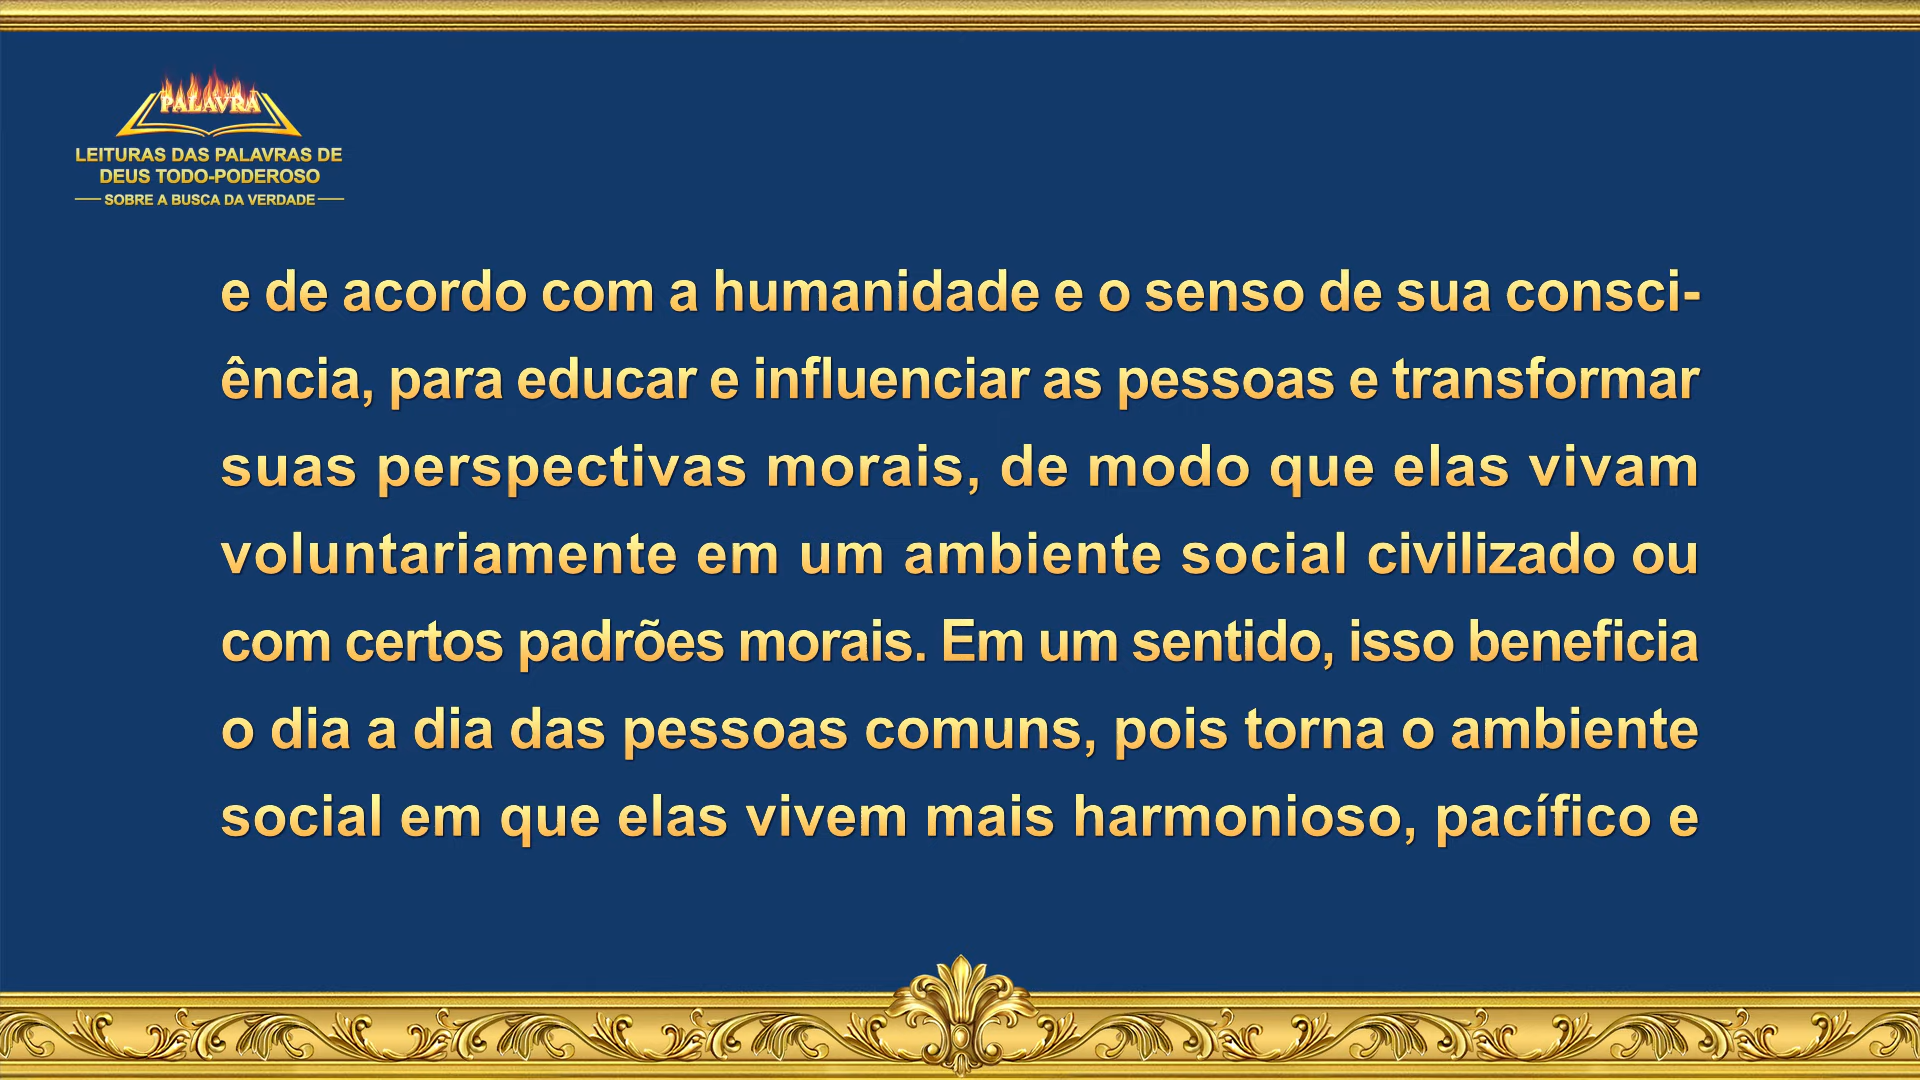 PALAVRA
LEITURAS DAS PALAVRAS DE
DEUS TODO-PODEROSO
SOBRE A BUSCA DA VERDADE
e de acordo com a humanidade e o senso de sua consci-
ência, para educar e influenciar as pessoas e transformar
suas perspectivas morais, de modo que elas vivam
voluntariamente em um ambiente social civilizado ou
com certos padrões morais. Em um sentido, isso beneficia
o dia a dia das pessoas comuns, pois torna o ambiente
social em que elas vivem mais harmonioso, pacífico e